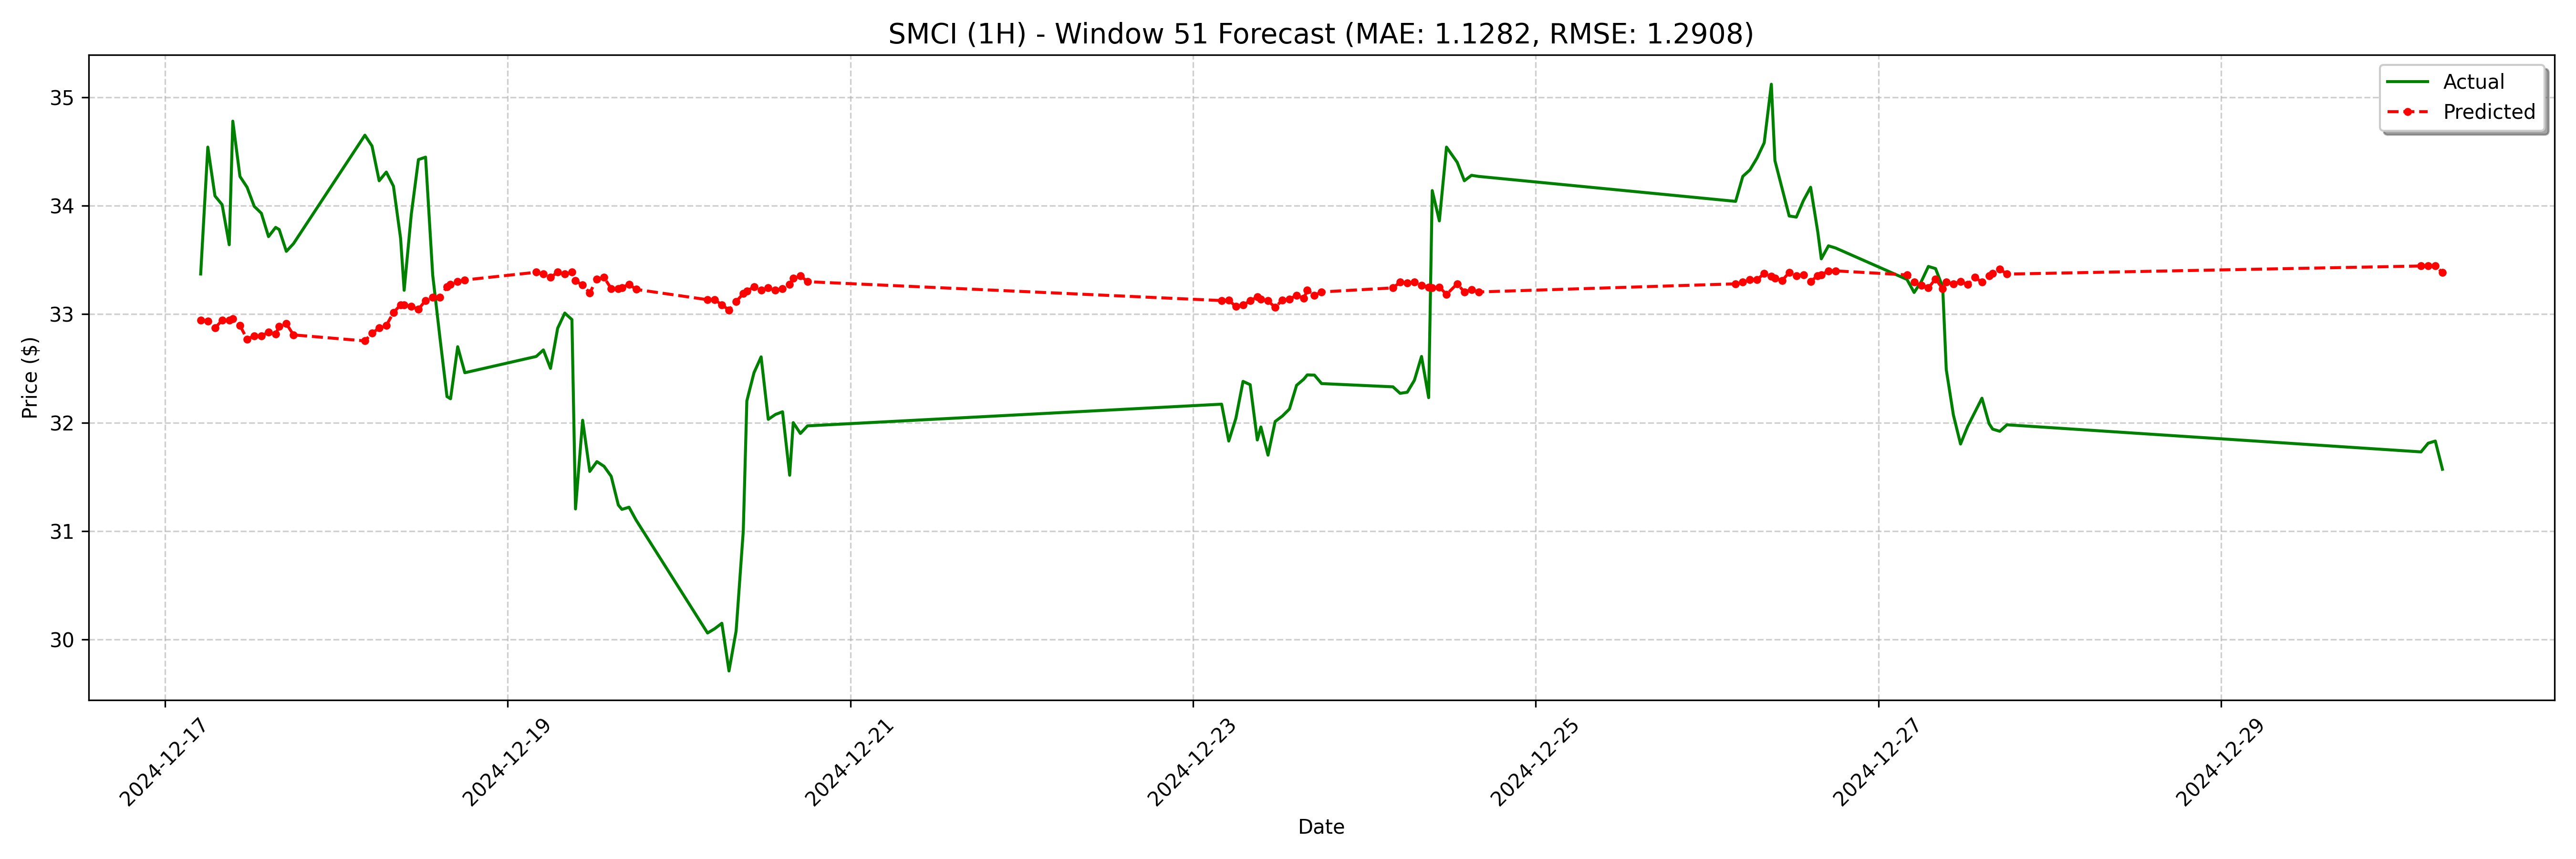 SMCI (1H) - Window 51 Forecast (MAE: 1.1282, RMSE: 1.2908)
Actual
Predicted
Price ($)
35
34
33
32
31
30
2024-12-17
2024-12-19
2024-12-21
2024-12-23
2024-12-25
2024-12-27
2024-12-29
Date